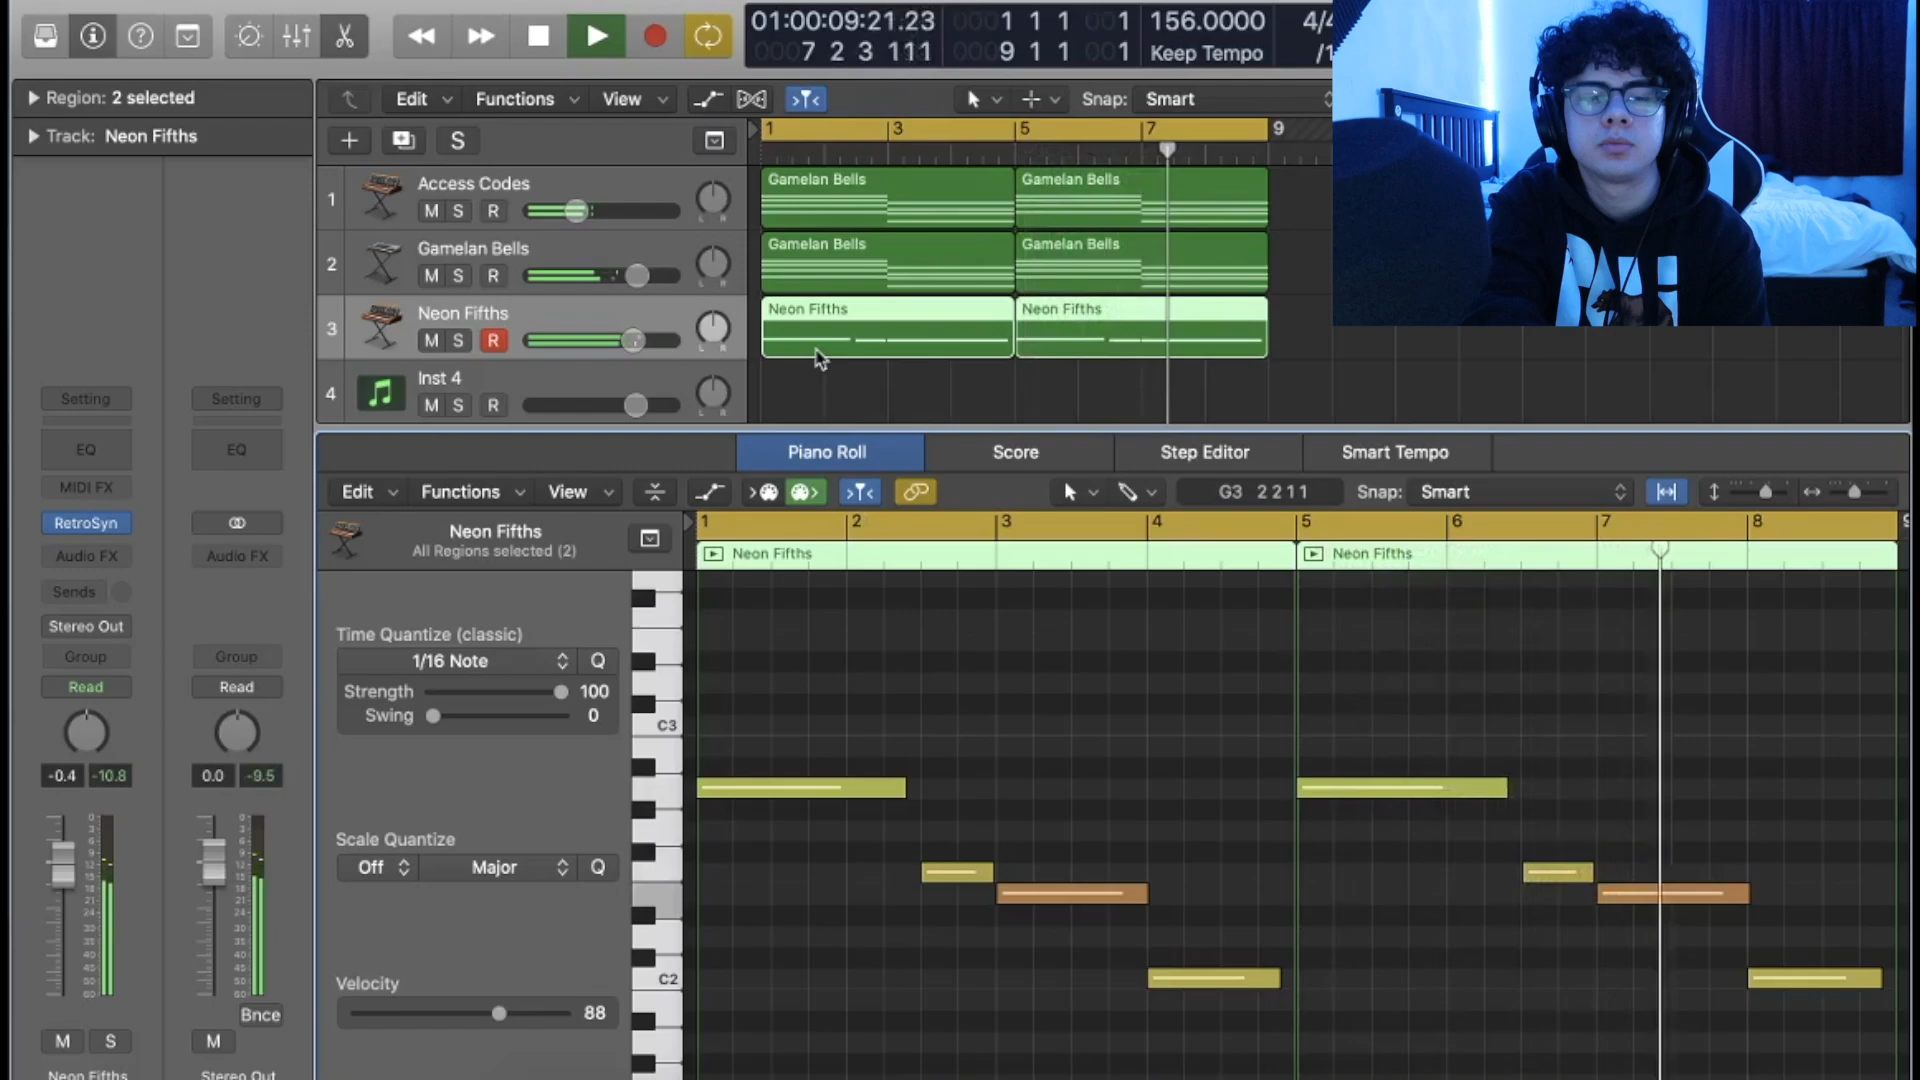 01:00:09:21.23
7 2 3 111
1 1 1 1
9 1 1 1
156.0000
Keep Tempo
4/4
/1
Region: 2 selected
Track: Neon Fifths
Edit Functions View Snap: Smart
S
1 3 5 7 9
1 Access Codes
M S R
Gamelan Bells Gamelan Bells
2 Gamelan Bells
M S R
Gamelan Bells Gamelan Bells
3 Neon Fifths
M S R
Neon Fifths Neon Fifths
4 Inst 4
M S R
Piano Roll Score Step Editor Smart Tempo
Edit Functions View G3 2 2 1 1 Snap: Smart
1 2 3 4 5 6 7 8 9
Neon Fifths
All Regions selected (2)
Neon Fifths Neon Fifths
Time Quantize (classic)
1/16 Note Q
Strength 100
Swing 0
Scale Quantize
Off Major Q
Velocity
88
C3
C2
Setting Setting
EQ EQ
MIDI FX
RetroSyn
Audio FX Audio FX
Sends
Stereo Out
Group Group
Read Read
-0.4 -10.8 0.0 -9.5
Bnce
M S M
Neon Fifths Stereo Out